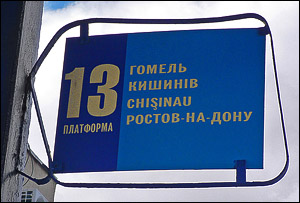 13
ПЛАТФОРМА
ГОМЕЛЬ
КИШИНІВ
CHIŞINAU
РОСТОВ-НА-ДОНУ